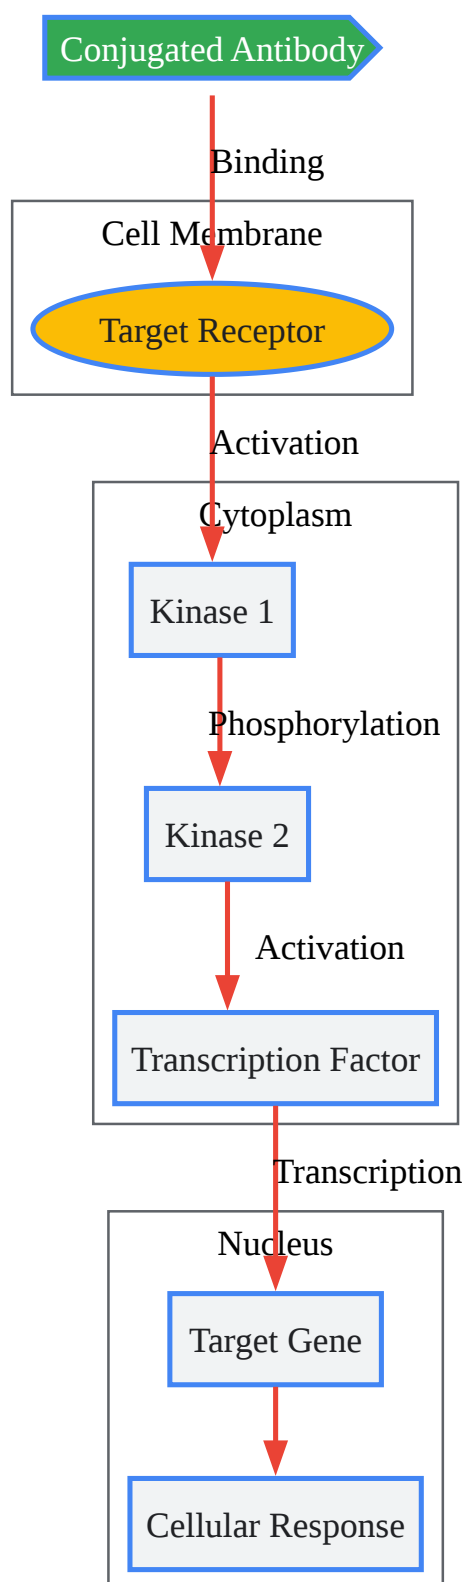 Conjugated Antibody
Binding
Cell Membrane
Target Receptor
Activation
Cytoplasm
Kinase 1
Phosphorylation
Kinase 2
Activation
Transcription Factor
Transcription
Nucleus
Target Gene
Cellular Response